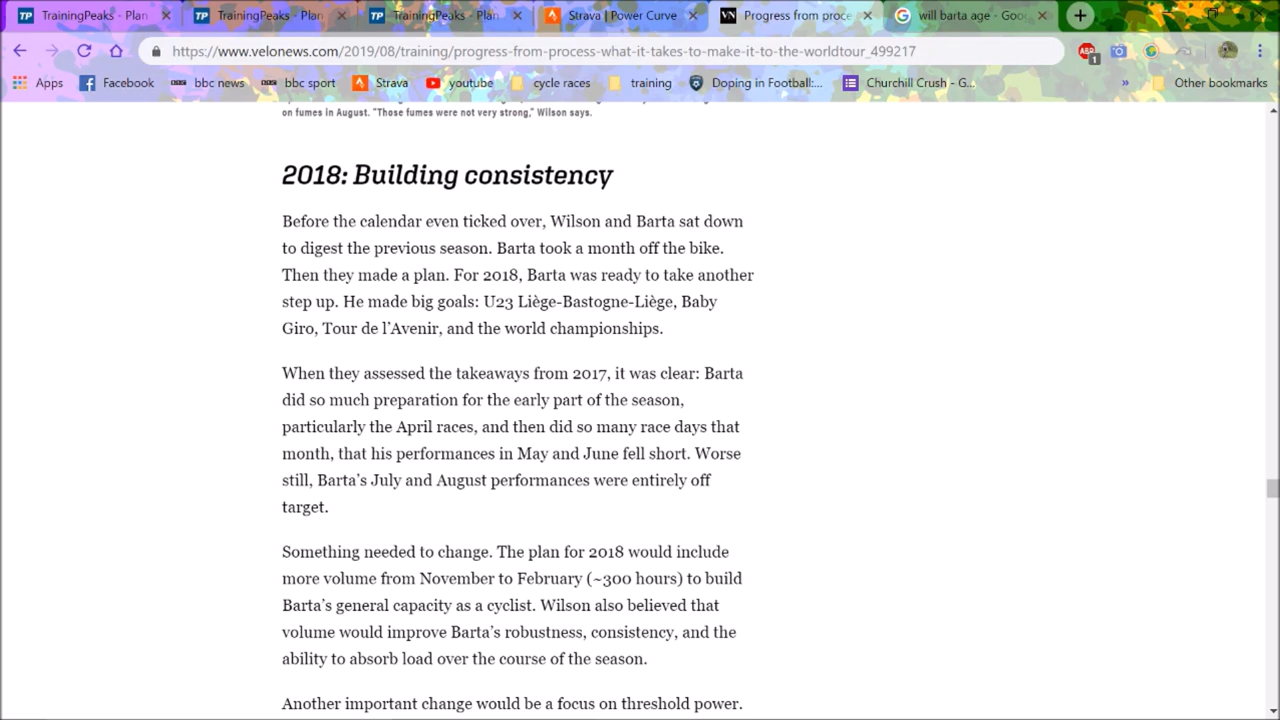 TrainingPeaks - Plan
TrainingPeaks - Plan
TrainingPeaks - Plan
Strava | Power Curve
Progress from proce
will barta age - Goo
https://www.velonews.com/2019/08/training/progress-from-process-what-it-takes-to-make-it-to-the-worldtour_499217
Apps
Facebook
bbc news
bbc sport
Strava
youtube
cycle races
training
Doping in Football:...
Churchill Crush - G...
Other bookmarks
on fumes in August. "Those fumes were not very strong," Wilson says.
2018: Building consistency
Before the calendar even ticked over, Wilson and Barta sat down
to digest the previous season. Barta took a month off the bike.
Then they made a plan. For 2018, Barta was ready to take another
step up. He made big goals: U23 Liège-Bastogne-Liège, Baby
Giro, Tour de l'Avenir, and the world championships.
When they assessed the takeaways from 2017, it was clear: Barta
did so much preparation for the early part of the season,
particularly the April races, and then did so many race days that
month, that his performances in May and June fell short. Worse
still, Barta's July and August performances were entirely off
target.
Something needed to change. The plan for 2018 would include
more volume from November to February (~300 hours) to build
Barta's general capacity as a cyclist. Wilson also believed that
volume would improve Barta's robustness, consistency, and the
ability to absorb load over the course of the season.
Another important change would be a focus on threshold power.